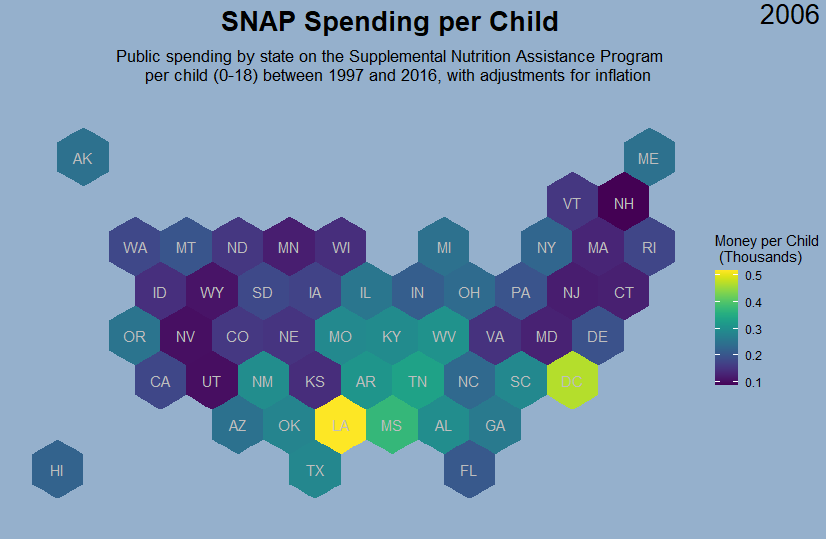 2006
SNAP Spending per Child
Public spending by state on the Supplemental Nutrition Assistance Program
per child (0-18) between 1997 and 2016, with adjustments for inflation
AK
ME
VT NH
WA MT ND MN WI MI NY MA RI
ID WY SD IA IL IN OH PA NJ CT
OR NV CO NE MO KY WV VA MD DE
CA UT NM KS AR TN NC SC DC
AZ OK LA MS AL GA
HI TX FL
Money per Child
(Thousands)
0.5
0.4
0.3
0.2
0.1